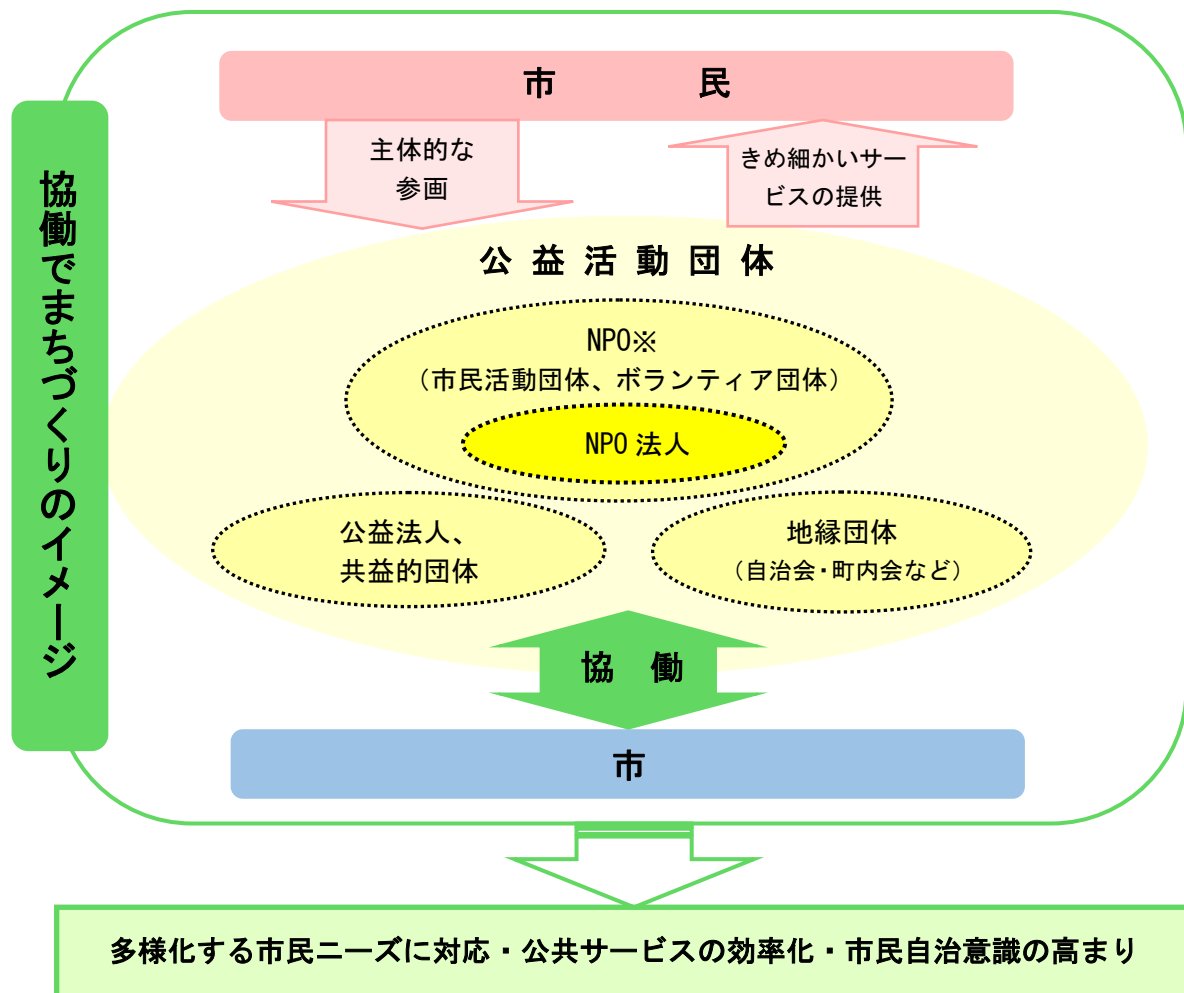 協働でまちづくりのイメージ
市民
主体的な
参画
きめ細かいサー
ビスの提供
公益活動団体
NPO※
（市民活動団体、ボランティア団体）
NPO法人
公益法人、
共益的団体
地縁団体
（自治会・町内会など）
協働
市
多様化する市民ニーズに対応・公共サービスの効率化・市民自治意識の高まり